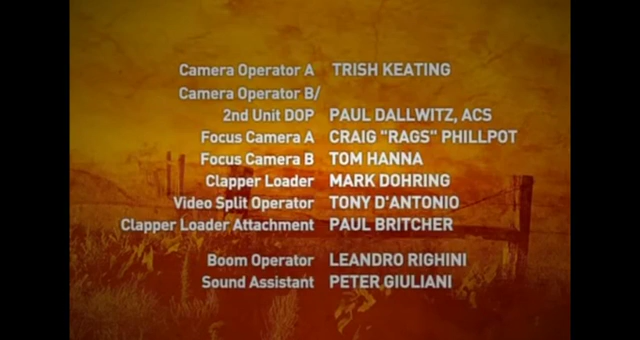 Camera Operator A TRISH KEATING
Camera Operator B/
2nd Unit DOP PAUL DALLWITZ, ACS
Focus Camera A CRAIG "RAGS" PHILLPOT
Focus Camera B TOM HANNA
Clapper Loader MARK DOHRING
Video Split Operator TONY D'ANTONIO
Clapper Loader Attachment PAUL BRITCHER
Boom Operator LEANDRO RIGHINI
Sound Assistant PETER GIULIANI